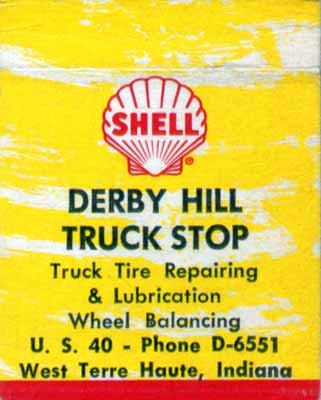 SHELL
®
DERBY HILL
TRUCK STOP
Truck Tire Repairing
& Lubrication
Wheel Balancing
U. S. 40 - Phone D-6551
West Terre Haute, Indiana